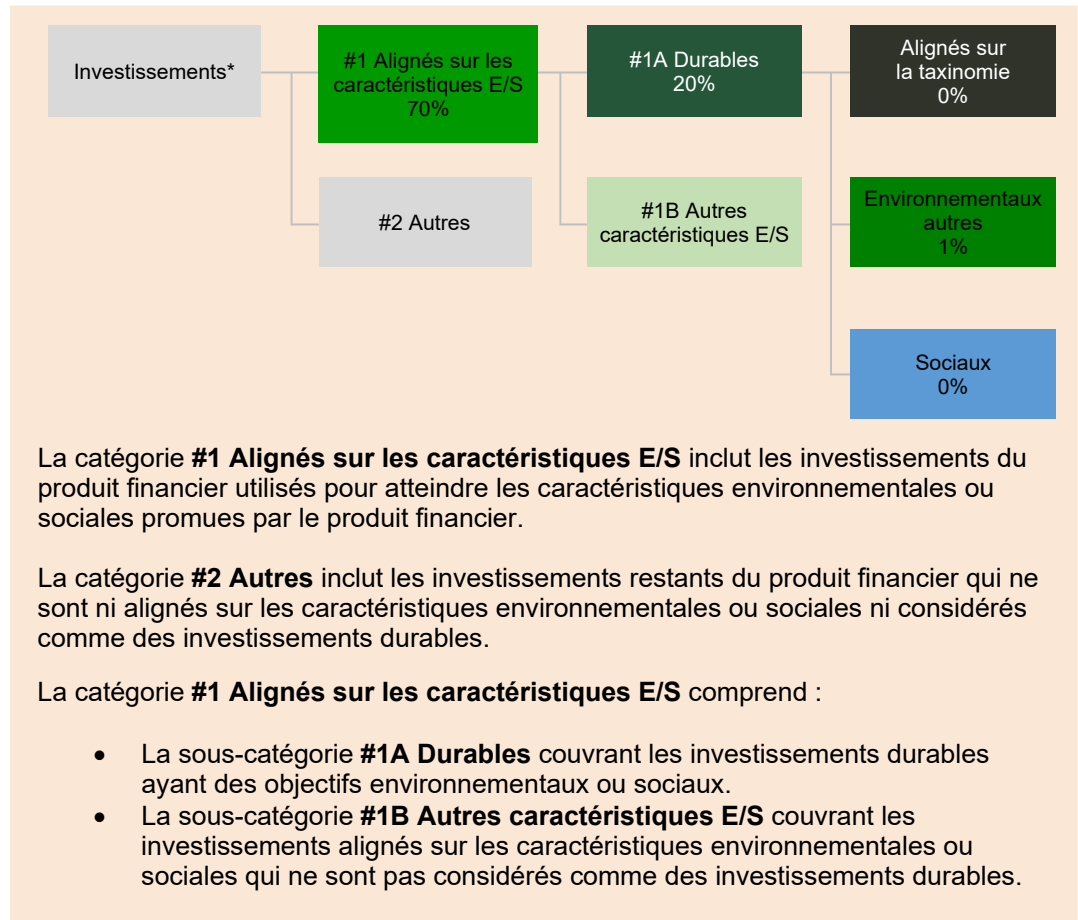 Investissements*
#1 Alignés sur les
caractéristiques E/S
70%
#1A Durables
20%
Alignés sur
la taxinomie
0%
#2 Autres
#1B Autres
caractéristiques E/S
Environnementaux
autres
1%
Sociaux
0%
La catégorie #1 Alignés sur les caractéristiques E/S inclut les investissements du
produit financier utilisés pour atteindre les caractéristiques environnementales ou
sociales promues par le produit financier.
La catégorie #2 Autres inclut les investissements restants du produit financier qui ne
sont ni alignés sur les caractéristiques environnementales ou sociales ni considérés
comme des investissements durables.
La catégorie #1 Alignés sur les caractéristiques E/S comprend :
• La sous-catégorie #1A Durables couvrant les investissements durables
ayant des objectifs environnementaux ou sociaux.
• La sous-catégorie #1B Autres caractéristiques E/S couvrant les
investissements alignés sur les caractéristiques environnementales ou
sociales qui ne sont pas considérés comme des investissements durables.